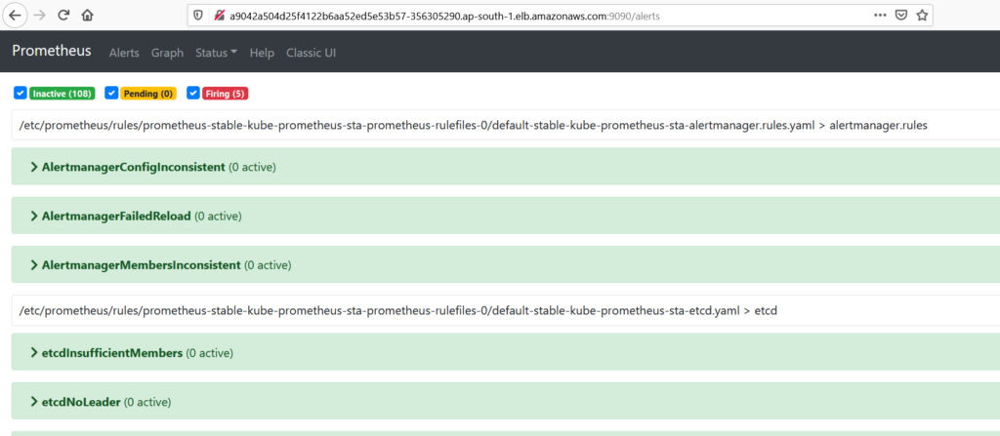 a9042a504d25f4122b6aa52ed5e53b57-356305290.ap-south-1.elb.amazonaws.com:9090/alerts
Prometheus Alerts Graph Status Help Classic UI
Inactive (108) Pending (0) Firing (5)
/etc/prometheus/rules/prometheus-stable-kube-prometheus-sta-prometheus-rulefiles-0/default-stable-kube-prometheus-sta-alertmanager.rules.yaml > alertmanager.rules
AlertmanagerConfigInconsistent (0 active)
AlertmanagerFailedReload (0 active)
AlertmanagerMembersInconsistent (0 active)
/etc/prometheus/rules/prometheus-stable-kube-prometheus-sta-prometheus-rulefiles-0/default-stable-kube-prometheus-sta-etcd.yaml > etcd
etcdInsufficientMembers (0 active)
etcdNoLeader (0 active)